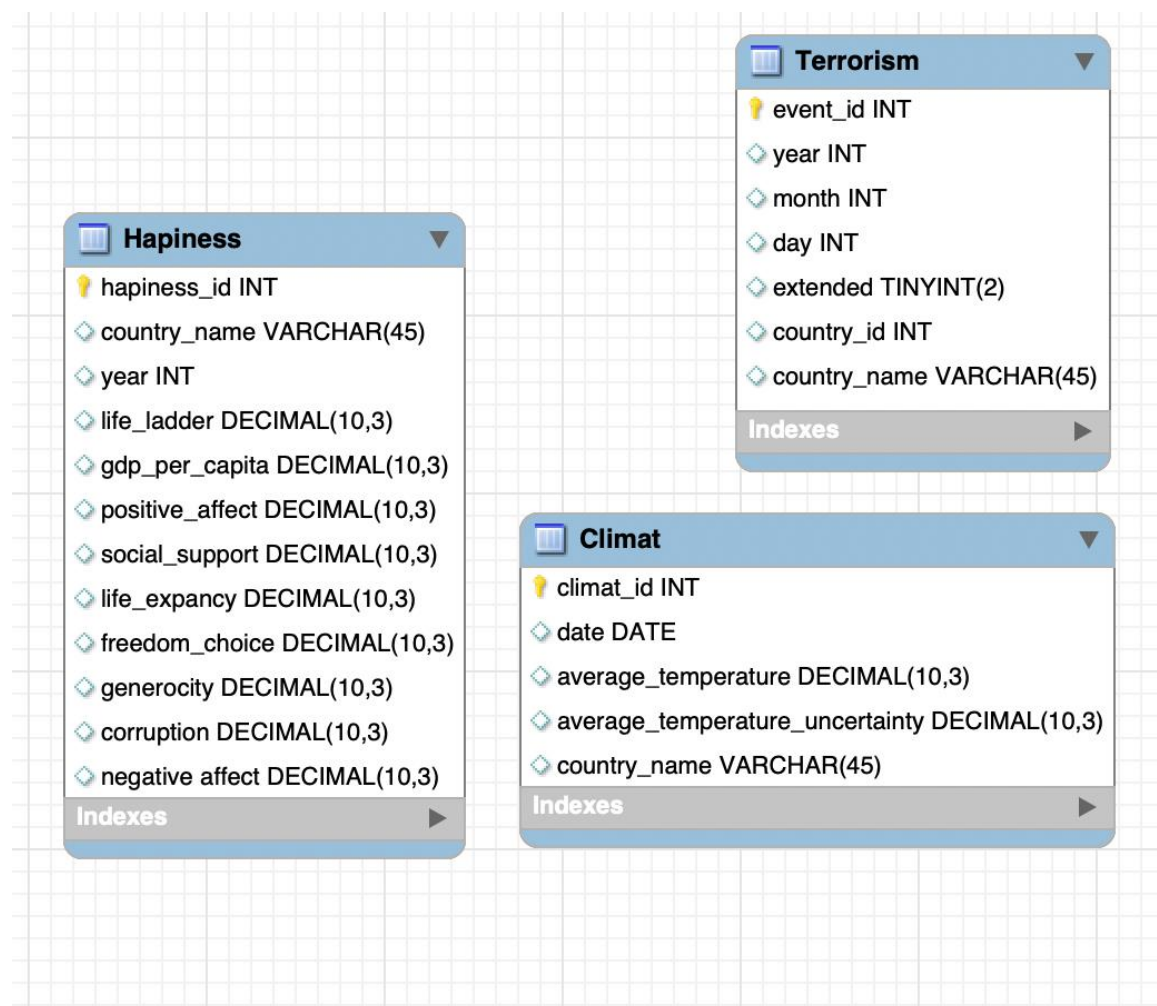 Hapiness
hapiness_id INT
country_name VARCHAR(45)
year INT
life_ladder DECIMAL(10,3)
gdp_per_capita DECIMAL(10,3)
positive_affect DECIMAL(10,3)
social_support DECIMAL(10,3)
life_expancy DECIMAL(10,3)
freedom_choice DECIMAL(10,3)
generocity DECIMAL(10,3)
corruption DECIMAL(10,3)
negative affect DECIMAL(10,3)
Indexes
Terrorism
event_id INT
year INT
month INT
day INT
extended TINYINT(2)
country_id INT
country_name VARCHAR(45)
Indexes
Climat
climat_id INT
date DATE
average_temperature DECIMAL(10,3)
average_temperature_uncertainty DECIMAL(10,3)
country_name VARCHAR(45)
Indexes